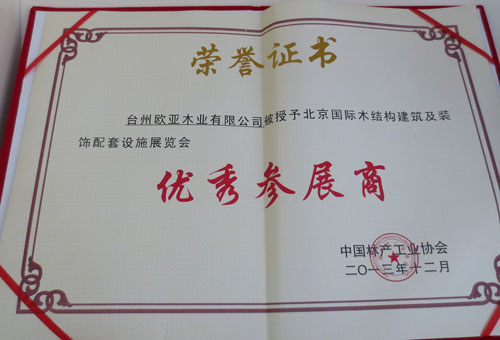 荣誉证书
台州欧亚木业有限公司被授予北京国际木结构建筑及装
饰配套设施展览会
优秀参展商
中国林产工业协会
二〇一三年十二月